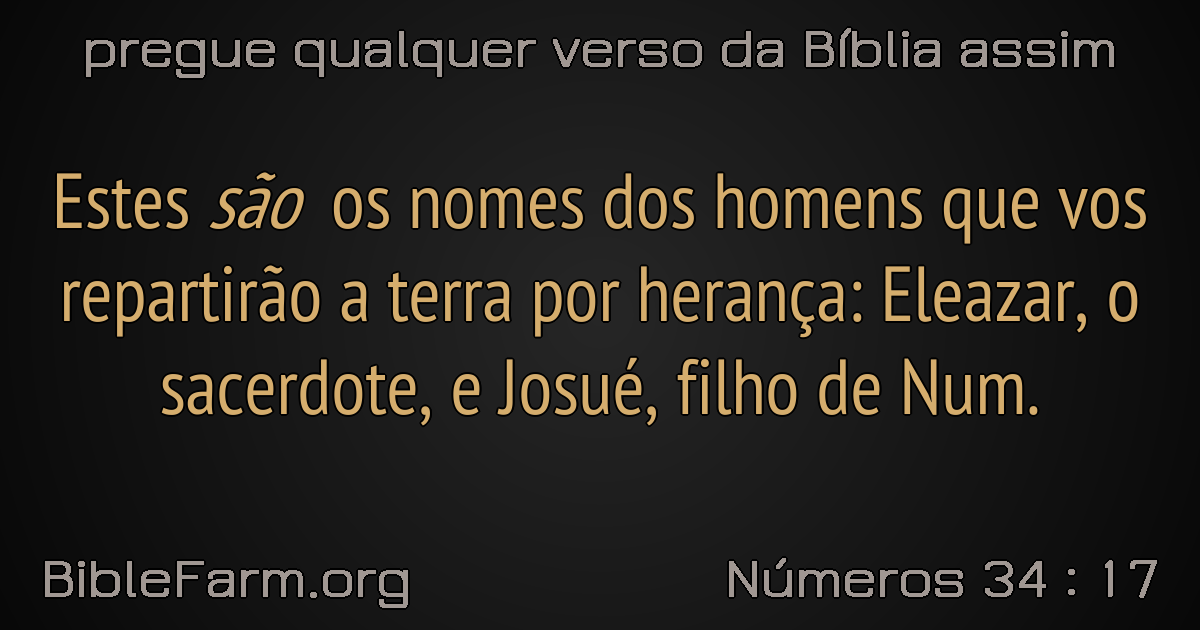 pregue qualquer verso da Bíblia assim
Estes são os nomes dos homens que vos
repartirão a terra por herança: Eleazar, o
sacerdote, e Josué, filho de Num.
BibleFarm.org
Números 34 : 17